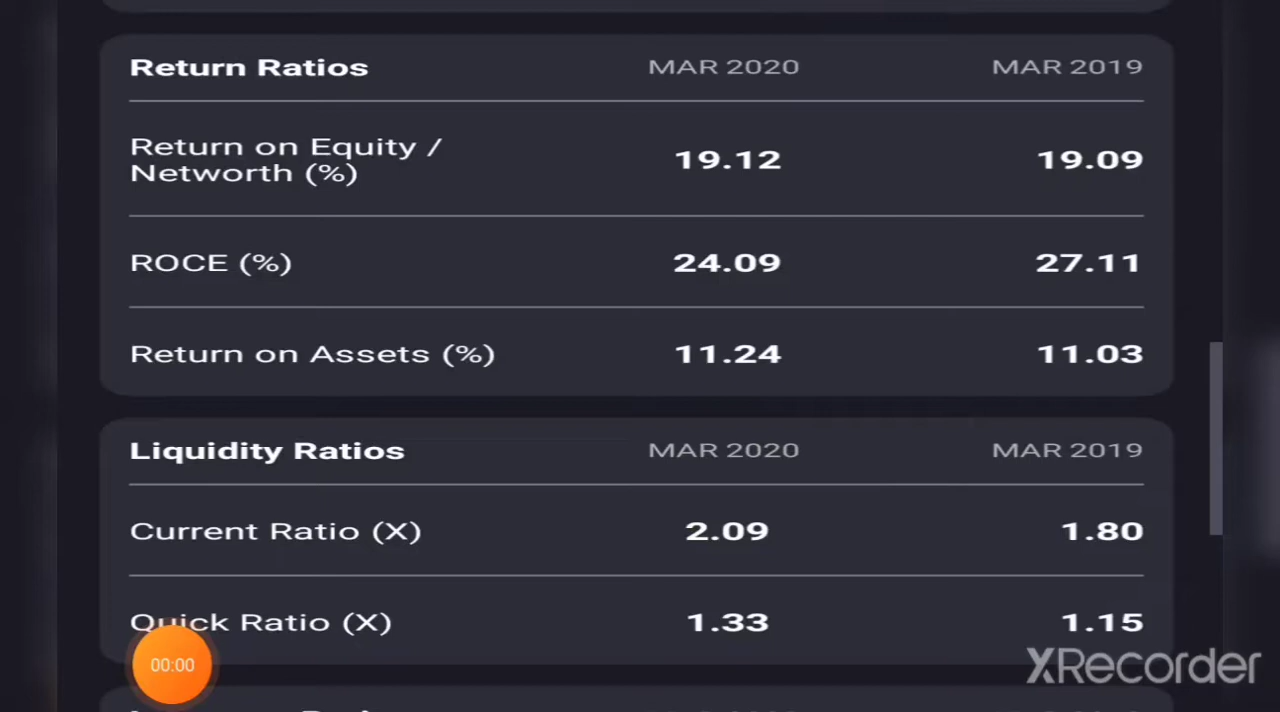 Return Ratios MAR 2020 MAR 2019
Return on Equity /
Networth (%) 19.12 19.09
ROCE (%) 24.09 27.11
Return on Assets (%) 11.24 11.03
Liquidity Ratios MAR 2020 MAR 2019
Current Ratio (X) 2.09 1.80
Quick Ratio (X) 1.33 1.15
00:00
XRecorder